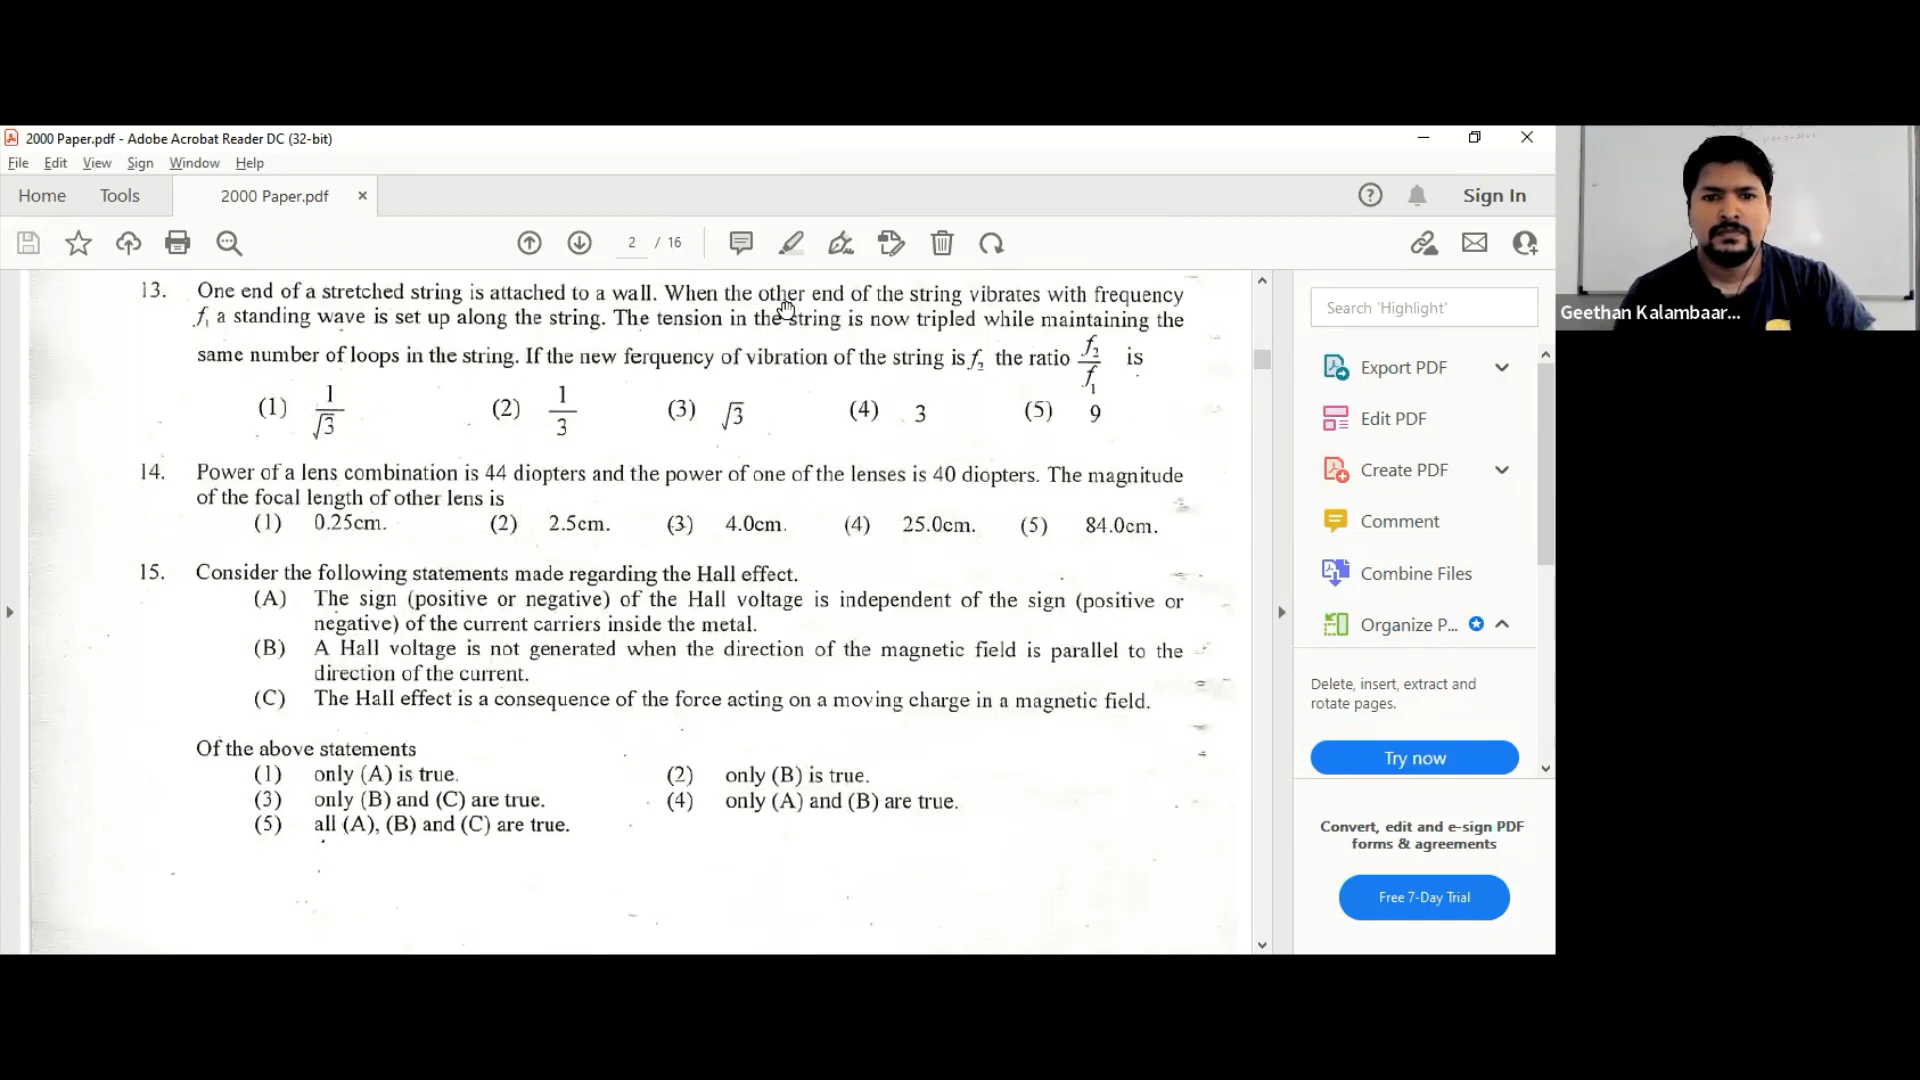 2000 Paper.pdf - Adobe Acrobat Reader DC (32-bit)
File Edit View Sign Window Help
Home Tools 2000 Paper.pdf × Sign In
2 / 16
13. One end of a stretched string is attached to a wall. When the other end of the string vibrates with frequency
f₁ a standing wave is set up along the string. The tension in the string is now tripled while maintaining the
same number of loops in the string. If the new ferquency of vibration of the string is f₂ the ratio f₂/f₁ is
(1) 1/√3 (2) 1/3 (3) √3 (4) 3 (5) 9
14. Power of a lens combination is 44 diopters and the power of one of the lenses is 40 diopters. The magnitude
of the focal length of other lens is
(1) 0.25cm. (2) 2.5cm. (3) 4.0cm. (4) 25.0cm. (5) 84.0cm.
15. Consider the following statements made regarding the Hall effect.
(A) The sign (positive or negative) of the Hall voltage is independent of the sign (positive or
negative) of the current carriers inside the metal.
(B) A Hall voltage is not generated when the direction of the magnetic field is parallel to the
direction of the current.
(C) The Hall effect is a consequence of the force acting on a moving charge in a magnetic field.
Of the above statements
(1) only (A) is true. (2) only (B) is true.
(3) only (B) and (C) are true. (4) only (A) and (B) are true.
(5) all (A), (B) and (C) are true.
Search 'Highlight'
Export PDF
Edit PDF
Create PDF
Comment
Combine Files
Organize P...
Delete, insert, extract and
rotate pages.
Try now
Convert, edit and e-sign PDF
forms & agreements
Free 7-Day Trial
Geethan Kalambaar...